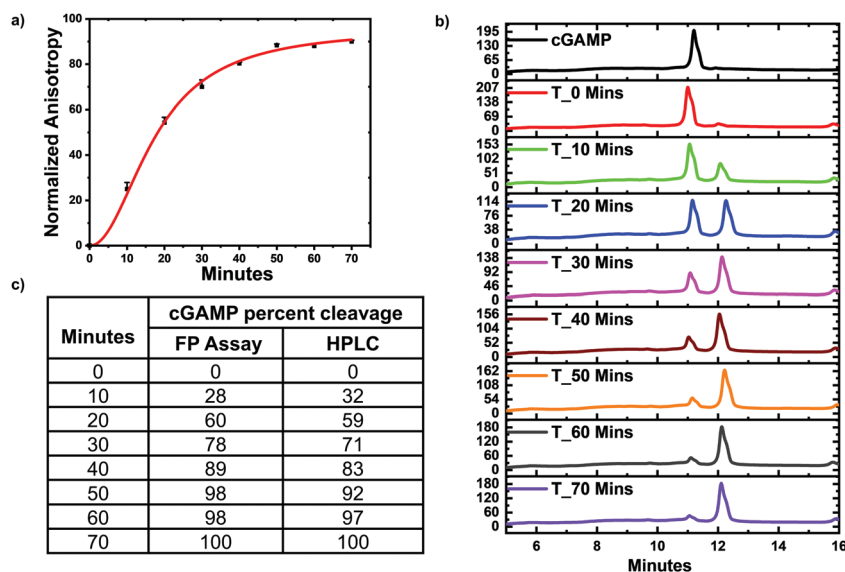 a)
100
80
60
40
20
0
Normalized Anisotropy
0 10 20 30 40 50 60 70
Minutes
b)
195
130
65
0
cGAMP
207
138
69
0
T_0 Mins
153
102
51
0
T_10 Mins
114
76
38
0
T_20 Mins
138
92
46
0
T_30 Mins
156
104
52
0
T_40 Mins
162
108
54
0
T_50 Mins
180
120
60
0
T_60 Mins
180
120
60
0
T_70 Mins
6 8 10 12 14 16
Minutes
c)
Minutes cGAMP percent cleavage
FP Assay HPLC
0 0 0
10 28 32
20 60 59
30 78 71
40 89 83
50 98 92
60 98 97
70 100 100